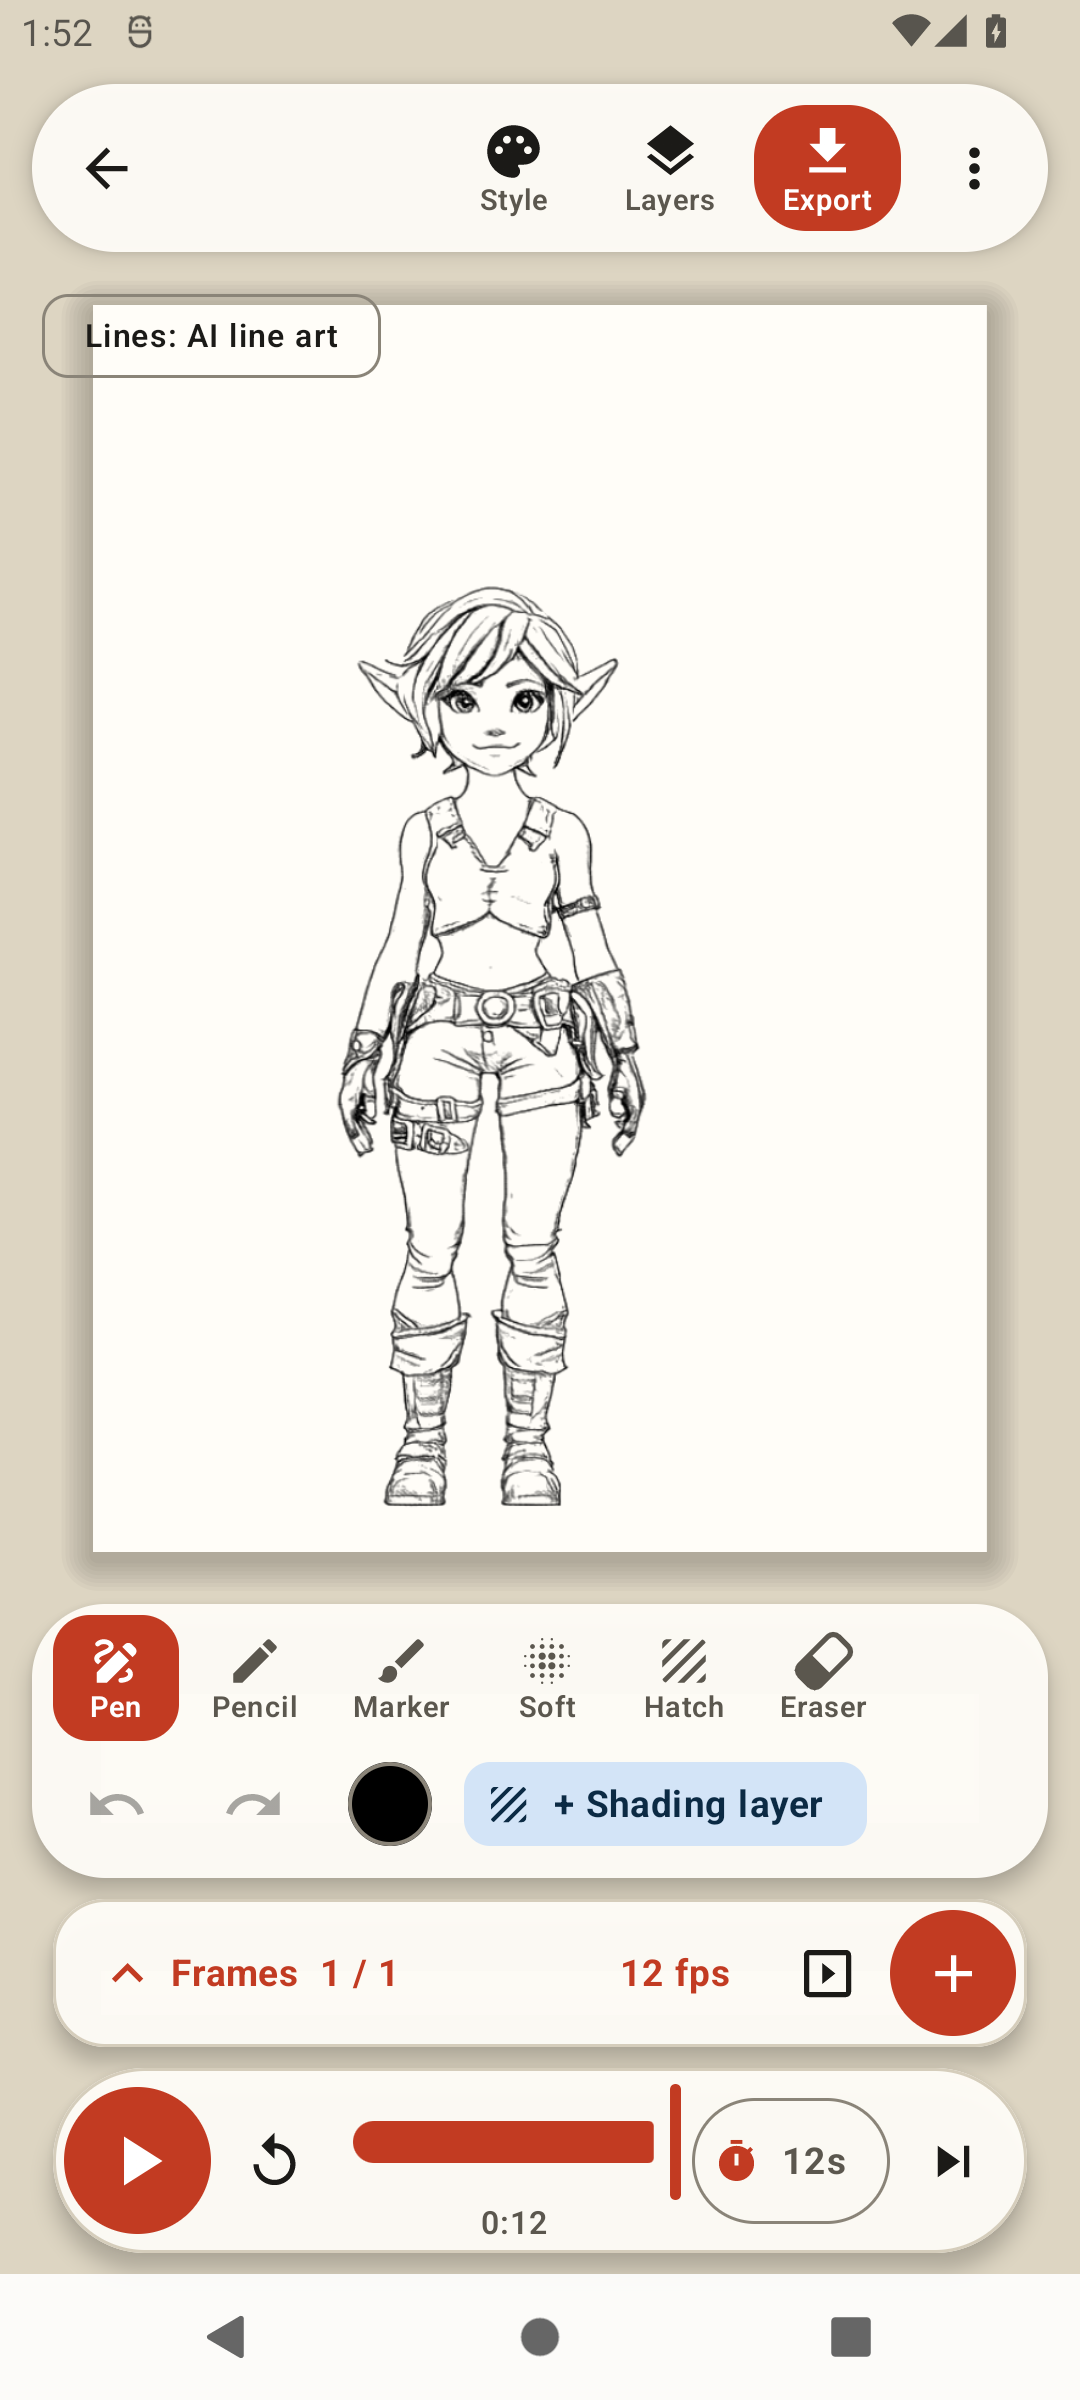 1:52
Style
Layers
Export
Lines: AI line art
Pen
Pencil
Marker
Soft
Hatch
Eraser
+ Shading layer
Frames 1 / 1
12 fps
12s
0:12